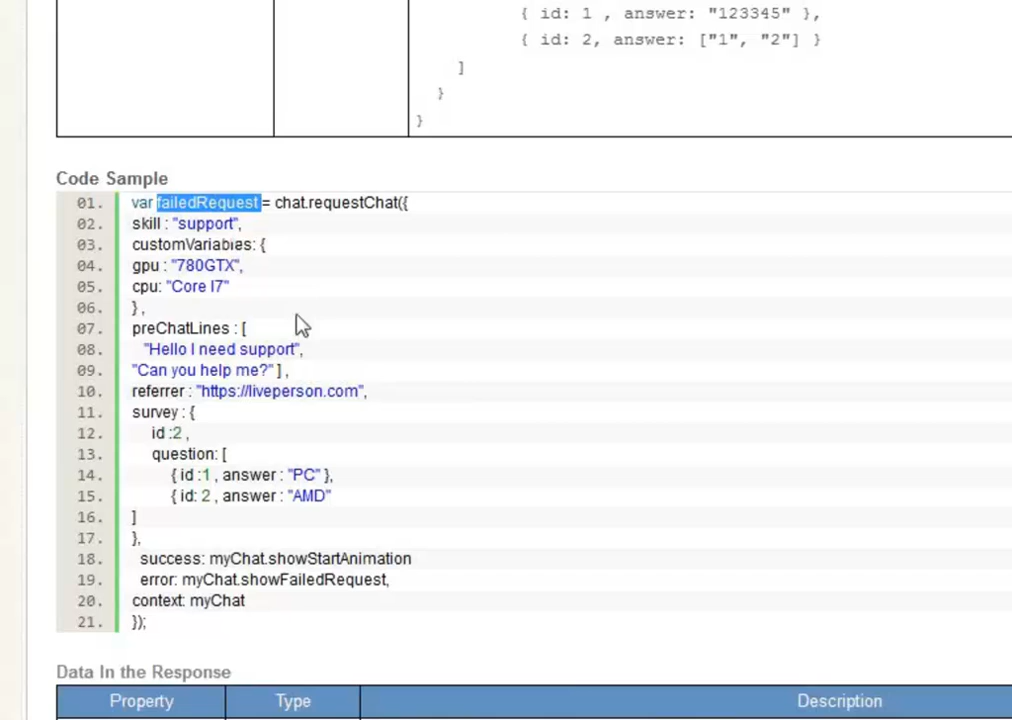 { id: 1 , answer: "123345" },
{ id: 2, answer: ["1", "2"] }
]
}
}
Code Sample
01. var failedRequest = chat.requestChat({
02. skill : "support",
03. customVariables: {
04. gpu : "780GTX",
05. cpu: "Core I7"
06. } ,
07. preChatLines : [
08. "Hello I need support",
09. "Can you help me?" ] ,
10. referrer : "https://liveperson.com",
11. survey : {
12. id :2 ,
13. question: [
14. { id :1 , answer : "PC" },
15. { id: 2 , answer : "AMD"
16. ]
17. },
18. success: myChat.showStartAnimation
19. error: myChat.showFailedRequest,
20. context: myChat
21. });
Data In the Response
Property Type Description